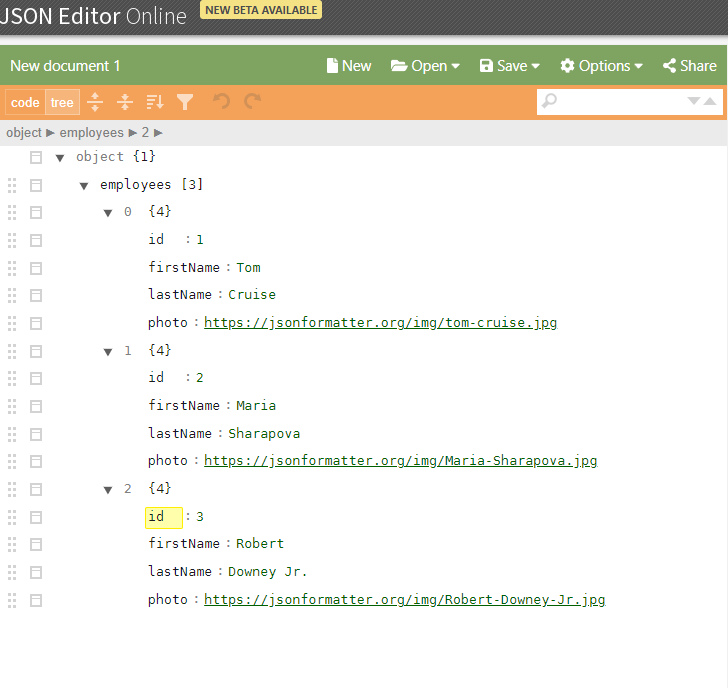 JSON Editor Online NEW BETA AVAILABLE
New document 1 New Open Save Options Share
code tree
object ► employees ► 2 ►
object {1}
employees [3]
0 {4}
id : 1
firstName : Tom
lastName : Cruise
photo : https://jsonformatter.org/img/tom-cruise.jpg
1 {4}
id : 2
firstName : Maria
lastName : Sharapova
photo : https://jsonformatter.org/img/Maria-Sharapova.jpg
2 {4}
id : 3
firstName : Robert
lastName : Downey Jr.
photo : https://jsonformatter.org/img/Robert-Downey-Jr.jpg